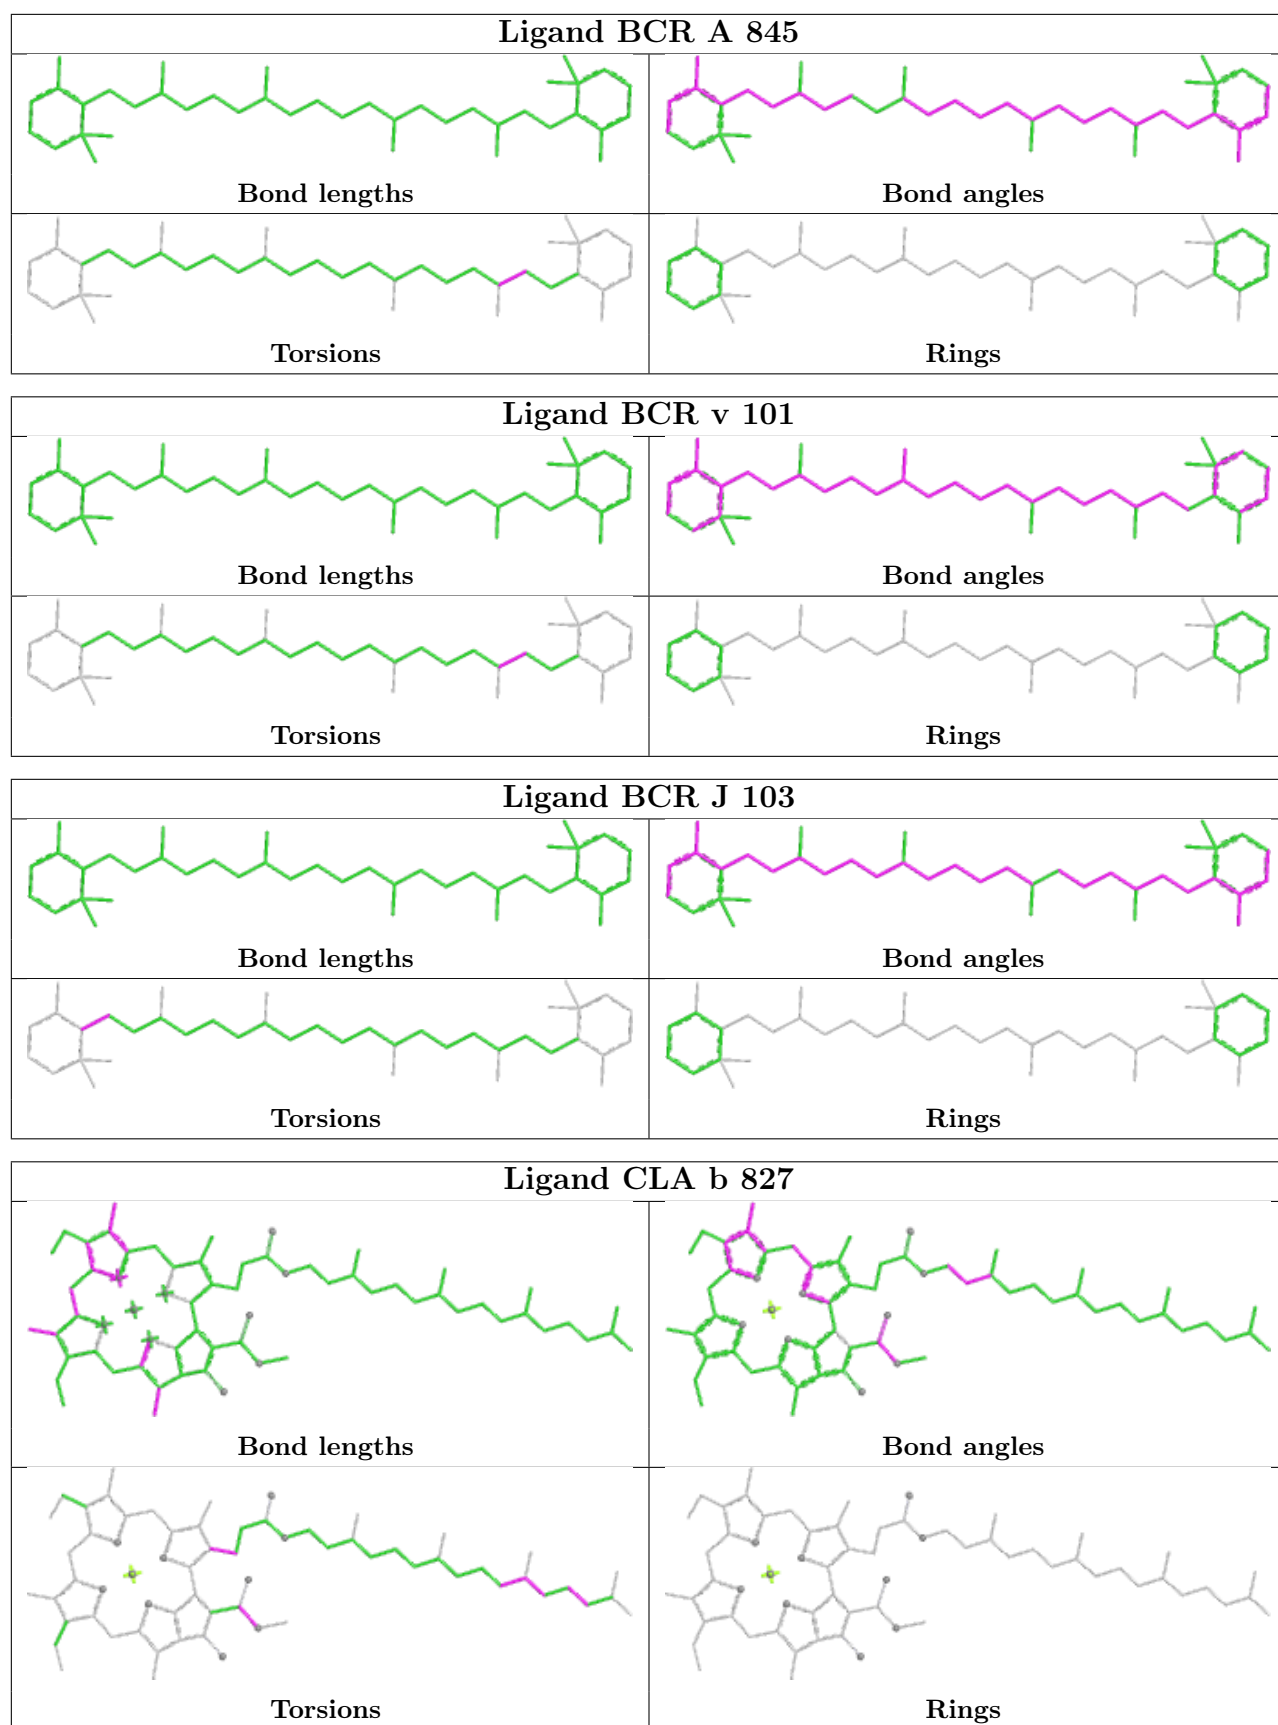 Ligand BCR A 845
Bond lengths
Bond angles
Torsions
Rings
Ligand BCR v 101
Bond lengths
Bond angles
Torsions
Rings
Ligand BCR J 103
Bond lengths
Bond angles
Torsions
Rings
Ligand CLA b 827
Bond lengths
Bond angles
Torsions
Rings